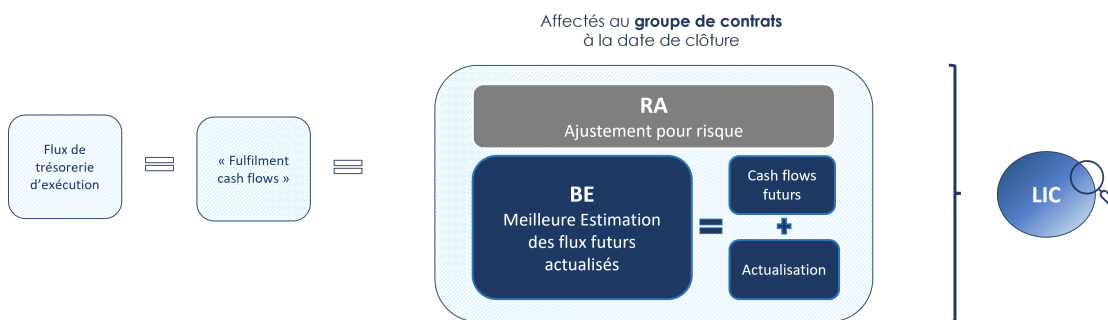 Affectés au groupe de contrats
à la date de clôture
Flux de
trésorerie
d’exécution
« Fulfilment
cash flows »
RA
Ajustement pour risque
BE
Meilleure Estimation
des flux futurs
actualisés
Cash flows
futurs
Actualisation
LIC